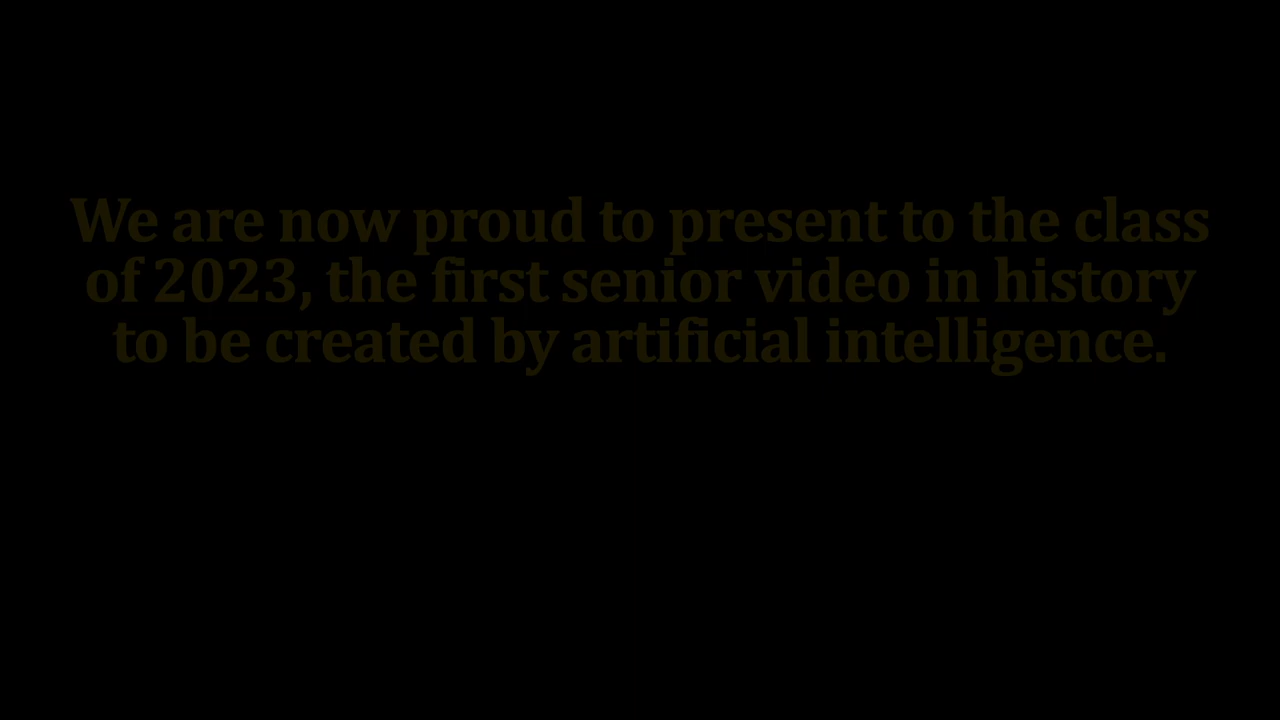 We are now proud to present to the class
of 2023, the first senior video in history
to be created by artificial intelligence.